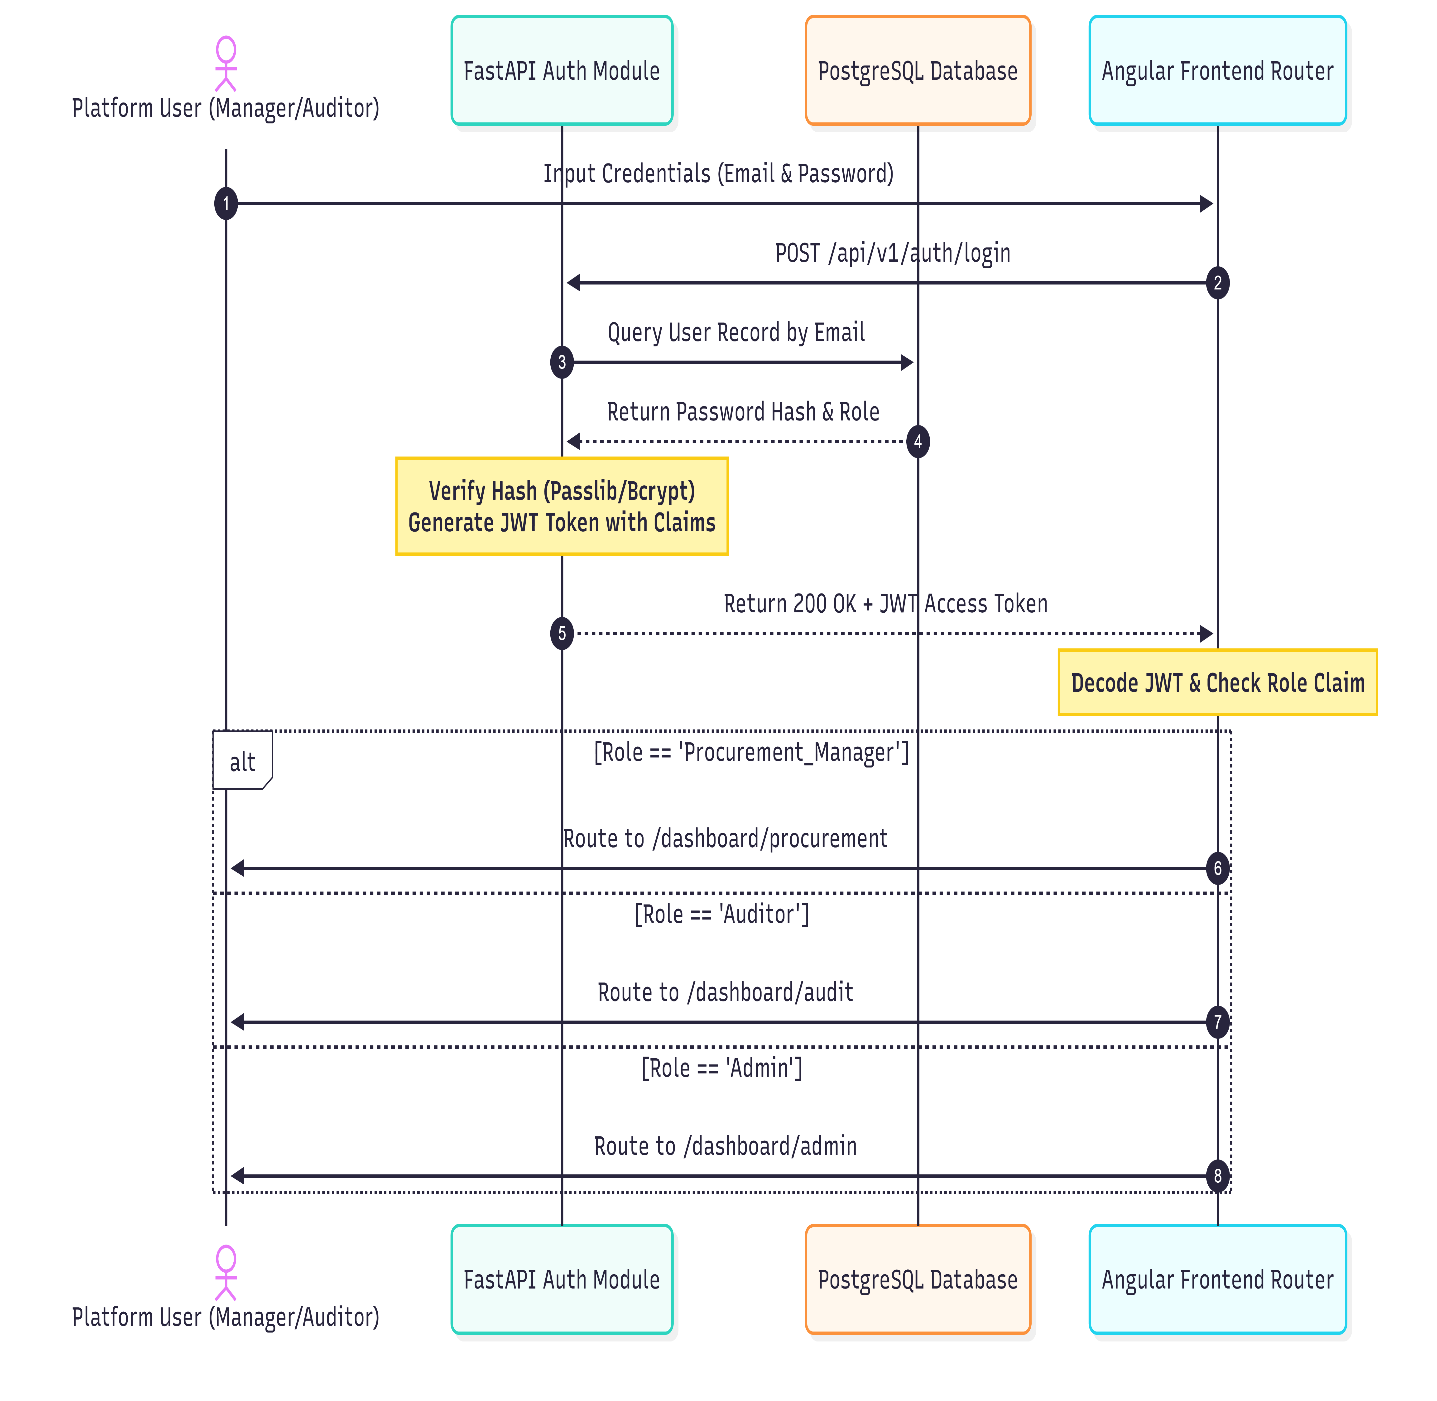 Platform User (Manager/Auditor)
FastAPI Auth Module
PostgreSQL Database
Angular Frontend Router
Input Credentials (Email & Password)
1
POST /api/v1/auth/login
2
Query User Record by Email
3
Return Password Hash & Role
4
Verify Hash (Passlib/Bcrypt)
Generate JWT Token with Claims
Return 200 OK + JWT Access Token
5
Decode JWT & Check Role Claim
alt
[Role == 'Procurement_Manager']
Route to /dashboard/procurement
6
[Role == 'Auditor']
Route to /dashboard/audit
7
[Role == 'Admin']
Route to /dashboard/admin
8
Platform User (Manager/Auditor)
FastAPI Auth Module
PostgreSQL Database
Angular Frontend Router